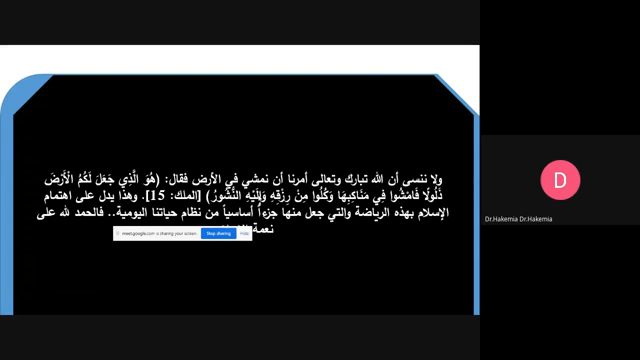 ولا ننسى أن الله تبارك وتعالى أمرنا أن نمشي في الأرض فقال: (هُوَ الَّذِي جَعَلَ لَكُمُ الْأَرْضَ
ذَلُولًا فَامْشُوا فِي مَنَاكِبِهَا وَكُلُوا مِنْ رِزْقِهِ وَإِلَيْهِ النُّشُورُ) [الملك: 15]. وهذا يدل على اهتمام
الإسلام بهذه الرياضة والتي جعل منها جزءاً أساسياً من نظام حياتنا اليومية.. فالحمد لله على
نعمة
meet.google.com is sharing your screen. Stop sharing Hide
D
Dr.Hakemia Dr.Hakemia